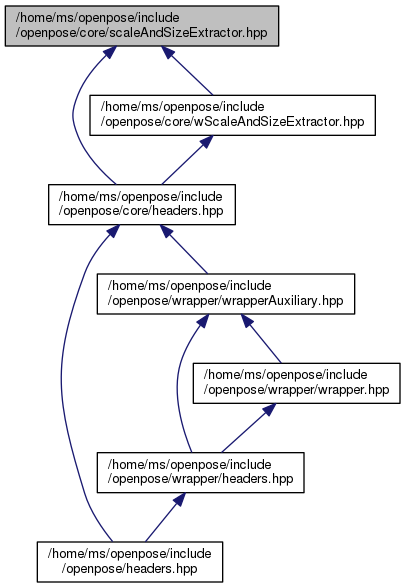 /home/ms/openpose/include
/openpose/core/scaleAndSizeExtractor.hpp
/home/ms/openpose/include
/openpose/core/wScaleAndSizeExtractor.hpp
/home/ms/openpose/include
/openpose/core/headers.hpp
/home/ms/openpose/include
/openpose/wrapper/wrapperAuxiliary.hpp
/home/ms/openpose/include
/openpose/wrapper/wrapper.hpp
/home/ms/openpose/include
/openpose/wrapper/headers.hpp
/home/ms/openpose/include
/openpose/headers.hpp